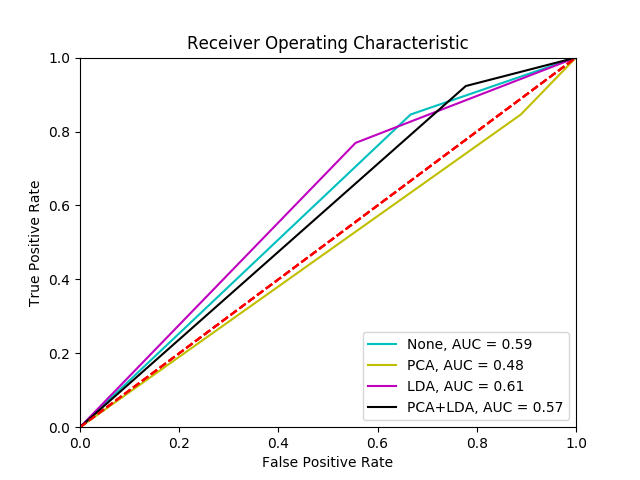 Receiver Operating Characteristic
True Positive Rate
1.0
0.8
0.6
0.4
0.2
0.0
None, AUC = 0.59
PCA, AUC = 0.48
LDA, AUC = 0.61
PCA+LDA, AUC = 0.57
0.0 0.2 0.4 0.6 0.8 1.0
False Positive Rate